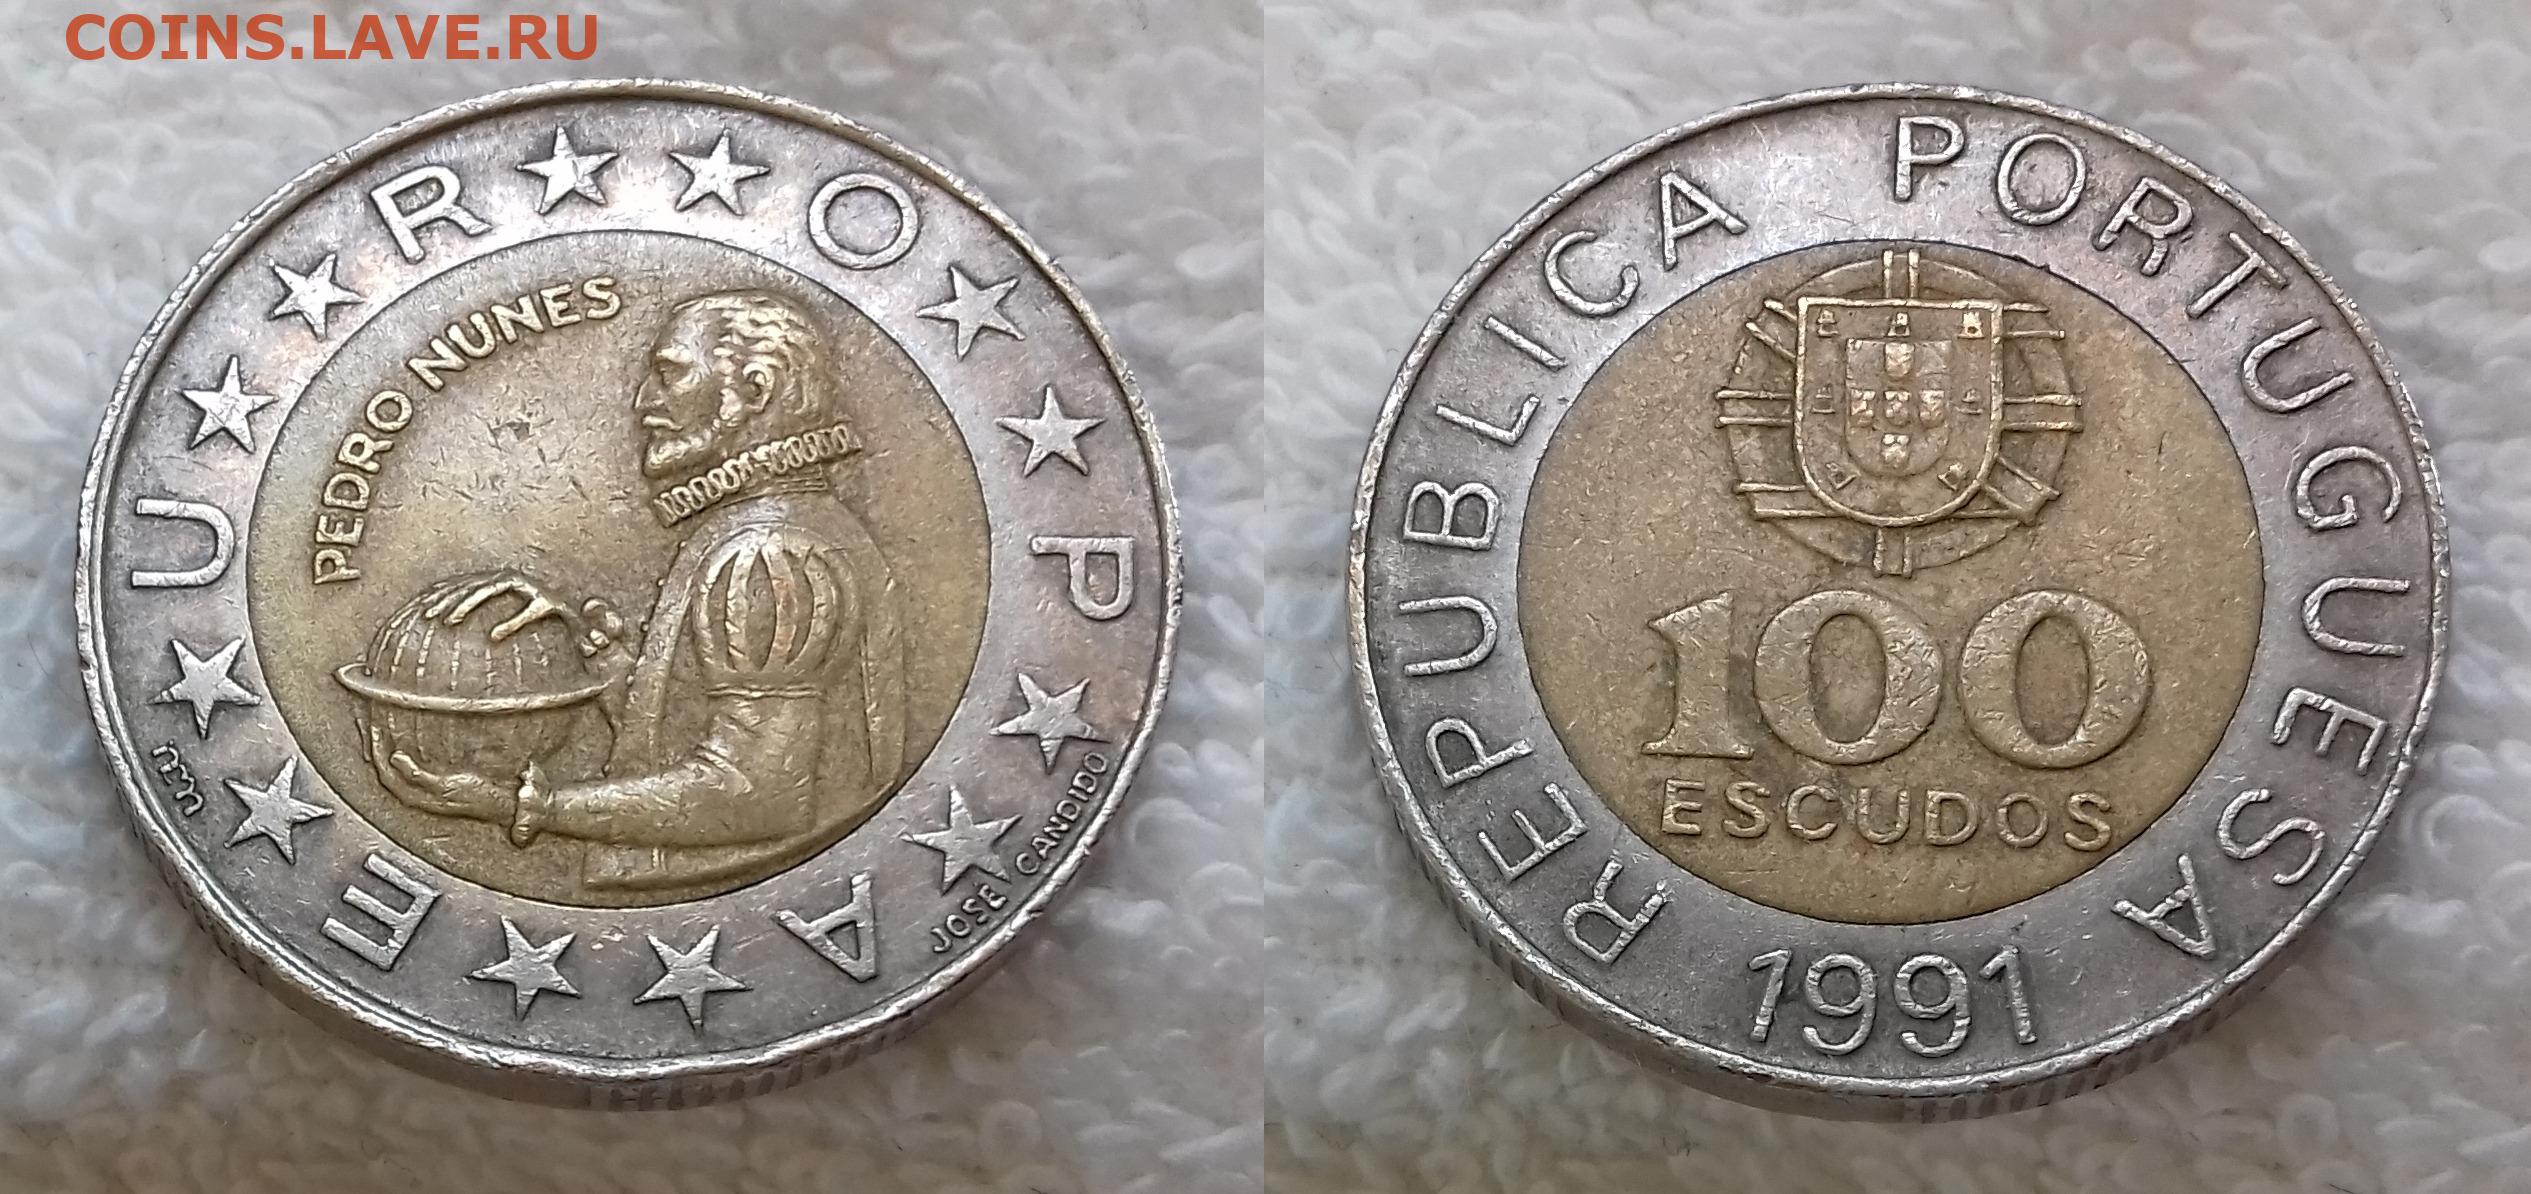 COINS.LAVE.RU
EUROPA
PEDRO NUNES
JOSÉ CANDIDO
REPUBLICA PORTUGUESA
100
ESCUDOS
1991